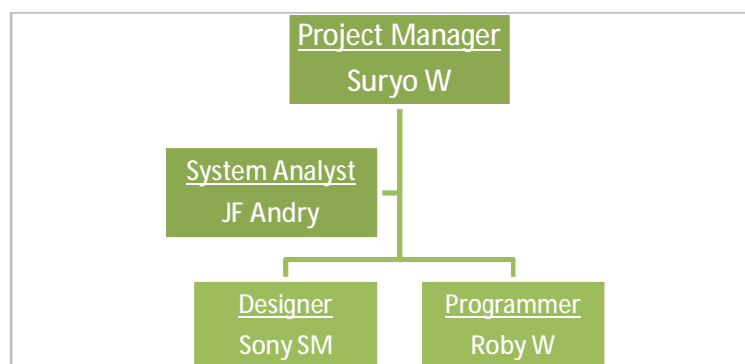 Project Manager
Suryo W
System Analyst
JF Andry
Designer
Sony SM
Programmer
Roby W